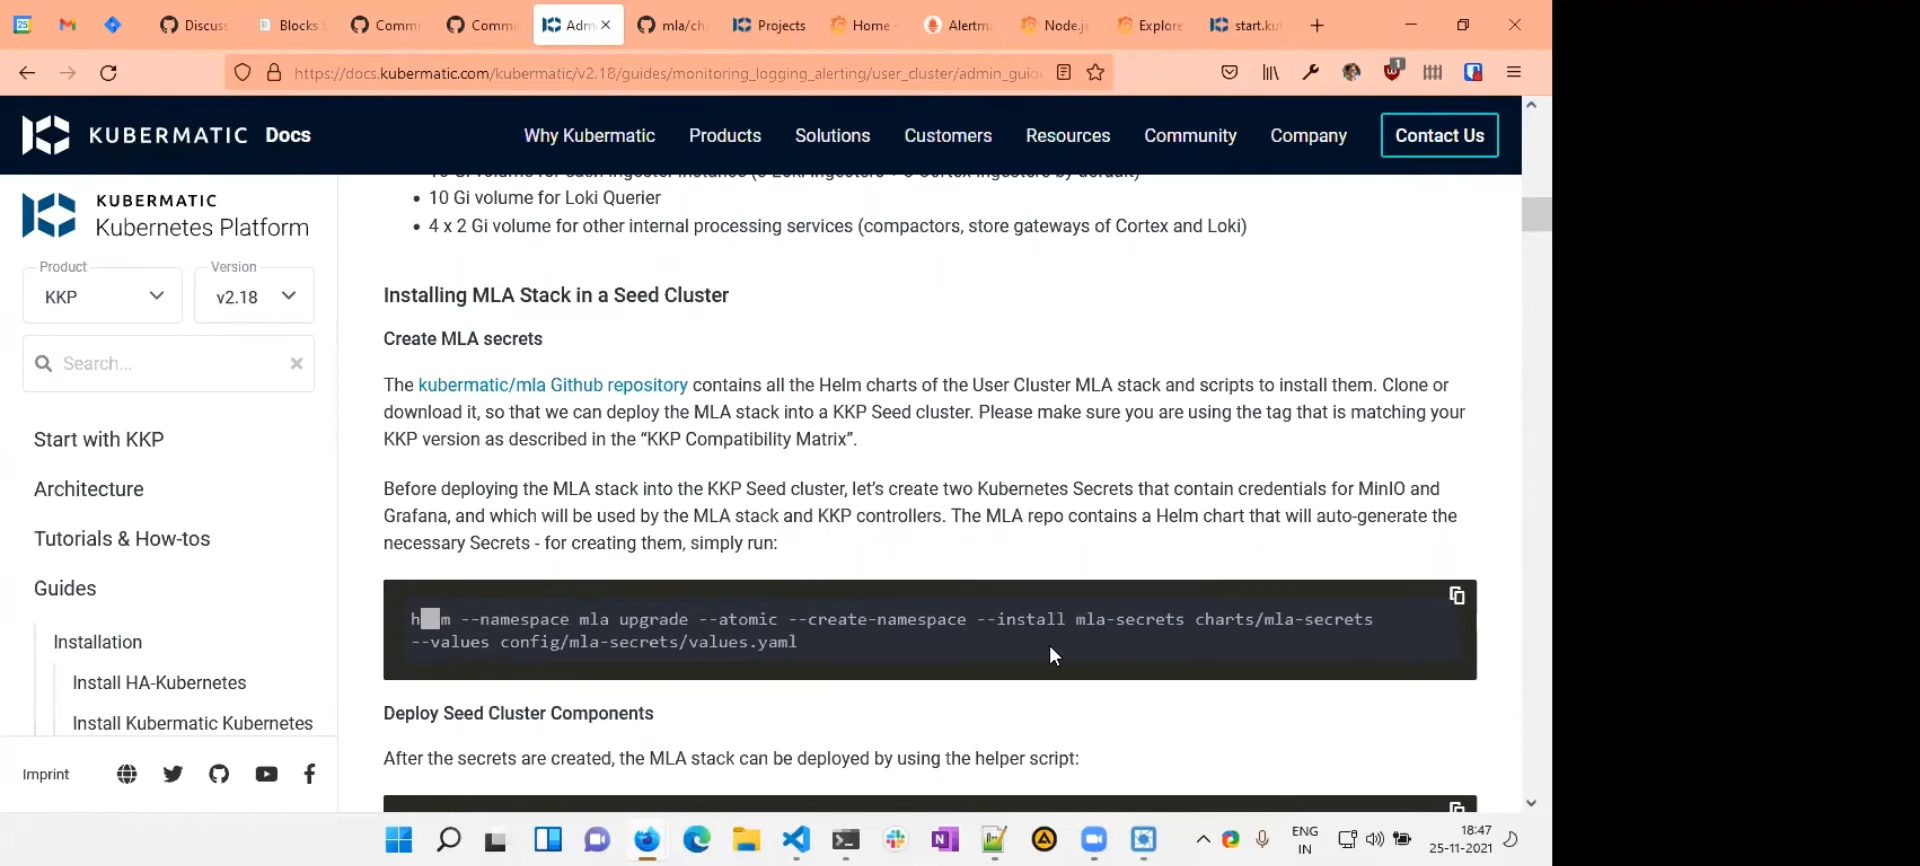 Discuss
Blocks S
Commu
Commo
Adm
mla/ch
Projects
Home -
Alertma
Node.js
Explore
start.ku
https://docs.kubermatic.com/kubermatic/v2.18/guides/monitoring_logging_alerting/user_cluster/admin_guid
1
KUBERMATIC Docs
Why Kubermatic
Products
Solutions
Customers
Resources
Community
Company
Contact Us
KUBERMATIC
Kubernetes Platform
Product
KKP
Version
v2.18
Search...
Start with KKP
Architecture
Tutorials & How-tos
Guides
Installation
Install HA-Kubernetes
Install Kubermatic Kubernetes
Imprint
10 Gi volume for Loki Querier
4 x 2 Gi volume for other internal processing services (compactors, store gateways of Cortex and Loki)
Installing MLA Stack in a Seed Cluster
Create MLA secrets
The kubermatic/mla Github repository contains all the Helm charts of the User Cluster MLA stack and scripts to install them. Clone or
download it, so that we can deploy the MLA stack into a KKP Seed cluster. Please make sure you are using the tag that is matching your
KKP version as described in the “KKP Compatibility Matrix”.
Before deploying the MLA stack into the KKP Seed cluster, let’s create two Kubernetes Secrets that contain credentials for MinIO and
Grafana, and which will be used by the MLA stack and KKP controllers. The MLA repo contains a Helm chart that will auto-generate the
necessary Secrets - for creating them, simply run:
--namespace mla upgrade --atomic --create-namespace --install mla-secrets charts/mla-secrets
--values config/mla-secrets/values.yaml
Deploy Seed Cluster Components
After the secrets are created, the MLA stack can be deployed by using the helper script:
ENG
IN
18:47
25-11-2021